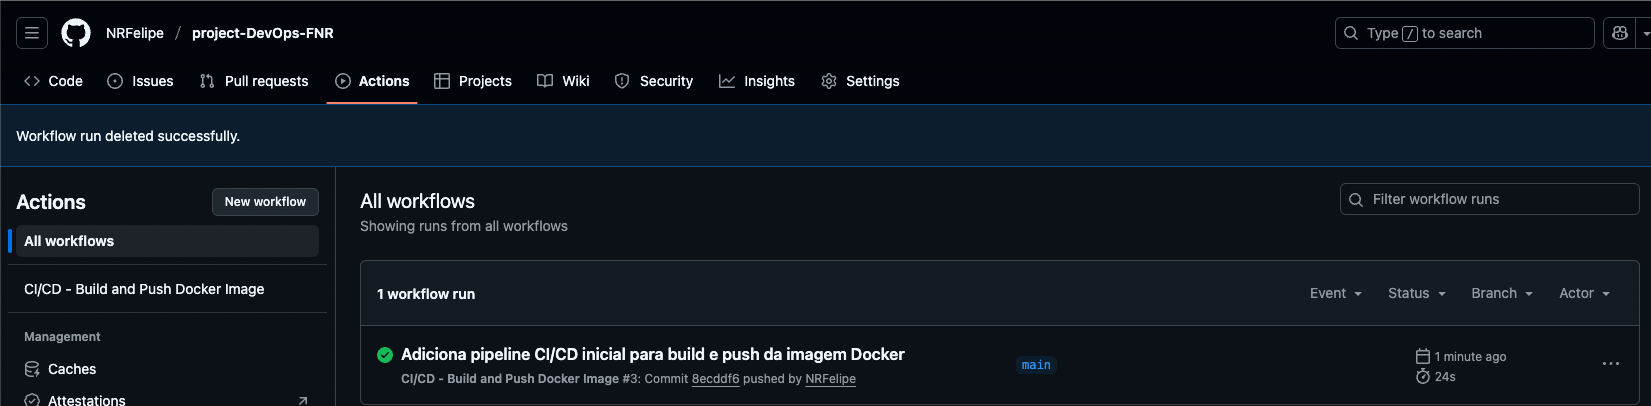 NRFelipe / project-DevOps-FNR
Type / to search
Code Issues Pull requests Actions Projects Wiki Security Insights Settings
Workflow run deleted successfully.
Actions
New workflow
All workflows
CI/CD - Build and Push Docker Image
Management
Caches
Attestations
All workflows
Showing runs from all workflows
Filter workflow runs
1 workflow run
Event Status Branch Actor
Adiciona pipeline CI/CD inicial para build e push da imagem Docker
CI/CD - Build and Push Docker Image #3: Commit 8ecddf6 pushed by NRFelipe
main
1 minute ago
24s